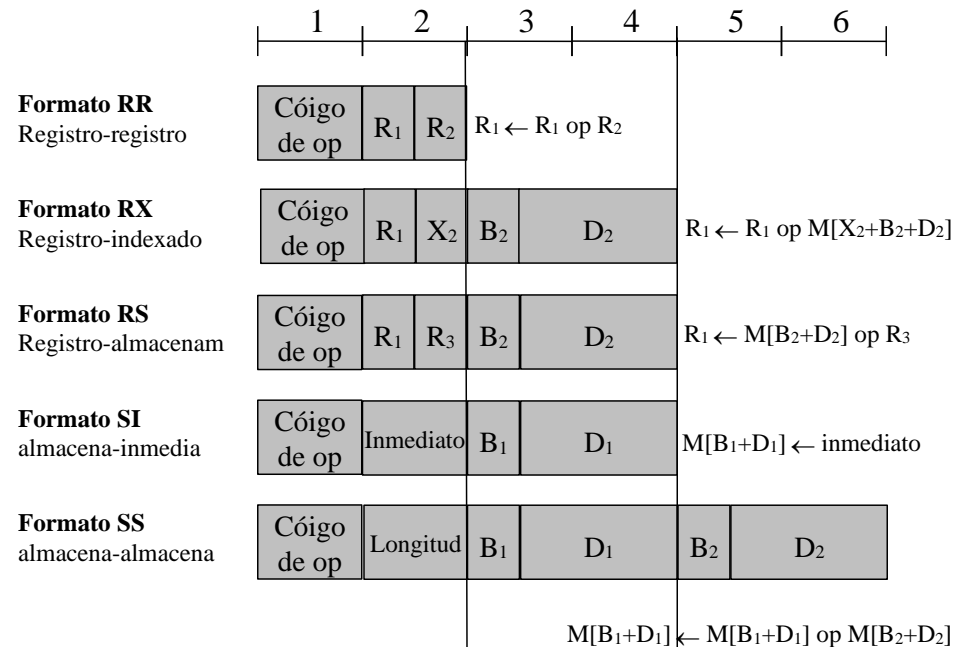 1 2 3 4 5 6
Formato RR
Registro-registro
Cóigo
de op
R₁ R₂
R₁ ← R₁ op R₂
Formato RX
Registro-indexado
Cóigo
de op
R₁ X₂ B₂ D₂
R₁ ← R₁ op M[X₂+B₂+D₂]
Formato RS
Registro-almacenam
Cóigo
de op
R₁ R₃ B₂ D₂
R₁ ← M[B₂+D₂] op R₃
Formato SI
almacena-inmedia
Cóigo
de op
Inmediato B₁ D₁
M[B₁+D₁] ← inmediato
Formato SS
almacena-almacena
Cóigo
de op
Longitud B₁ D₁ B₂ D₂
M[B₁+D₁] ← M[B₁+D₁] op M[B₂+D₂]